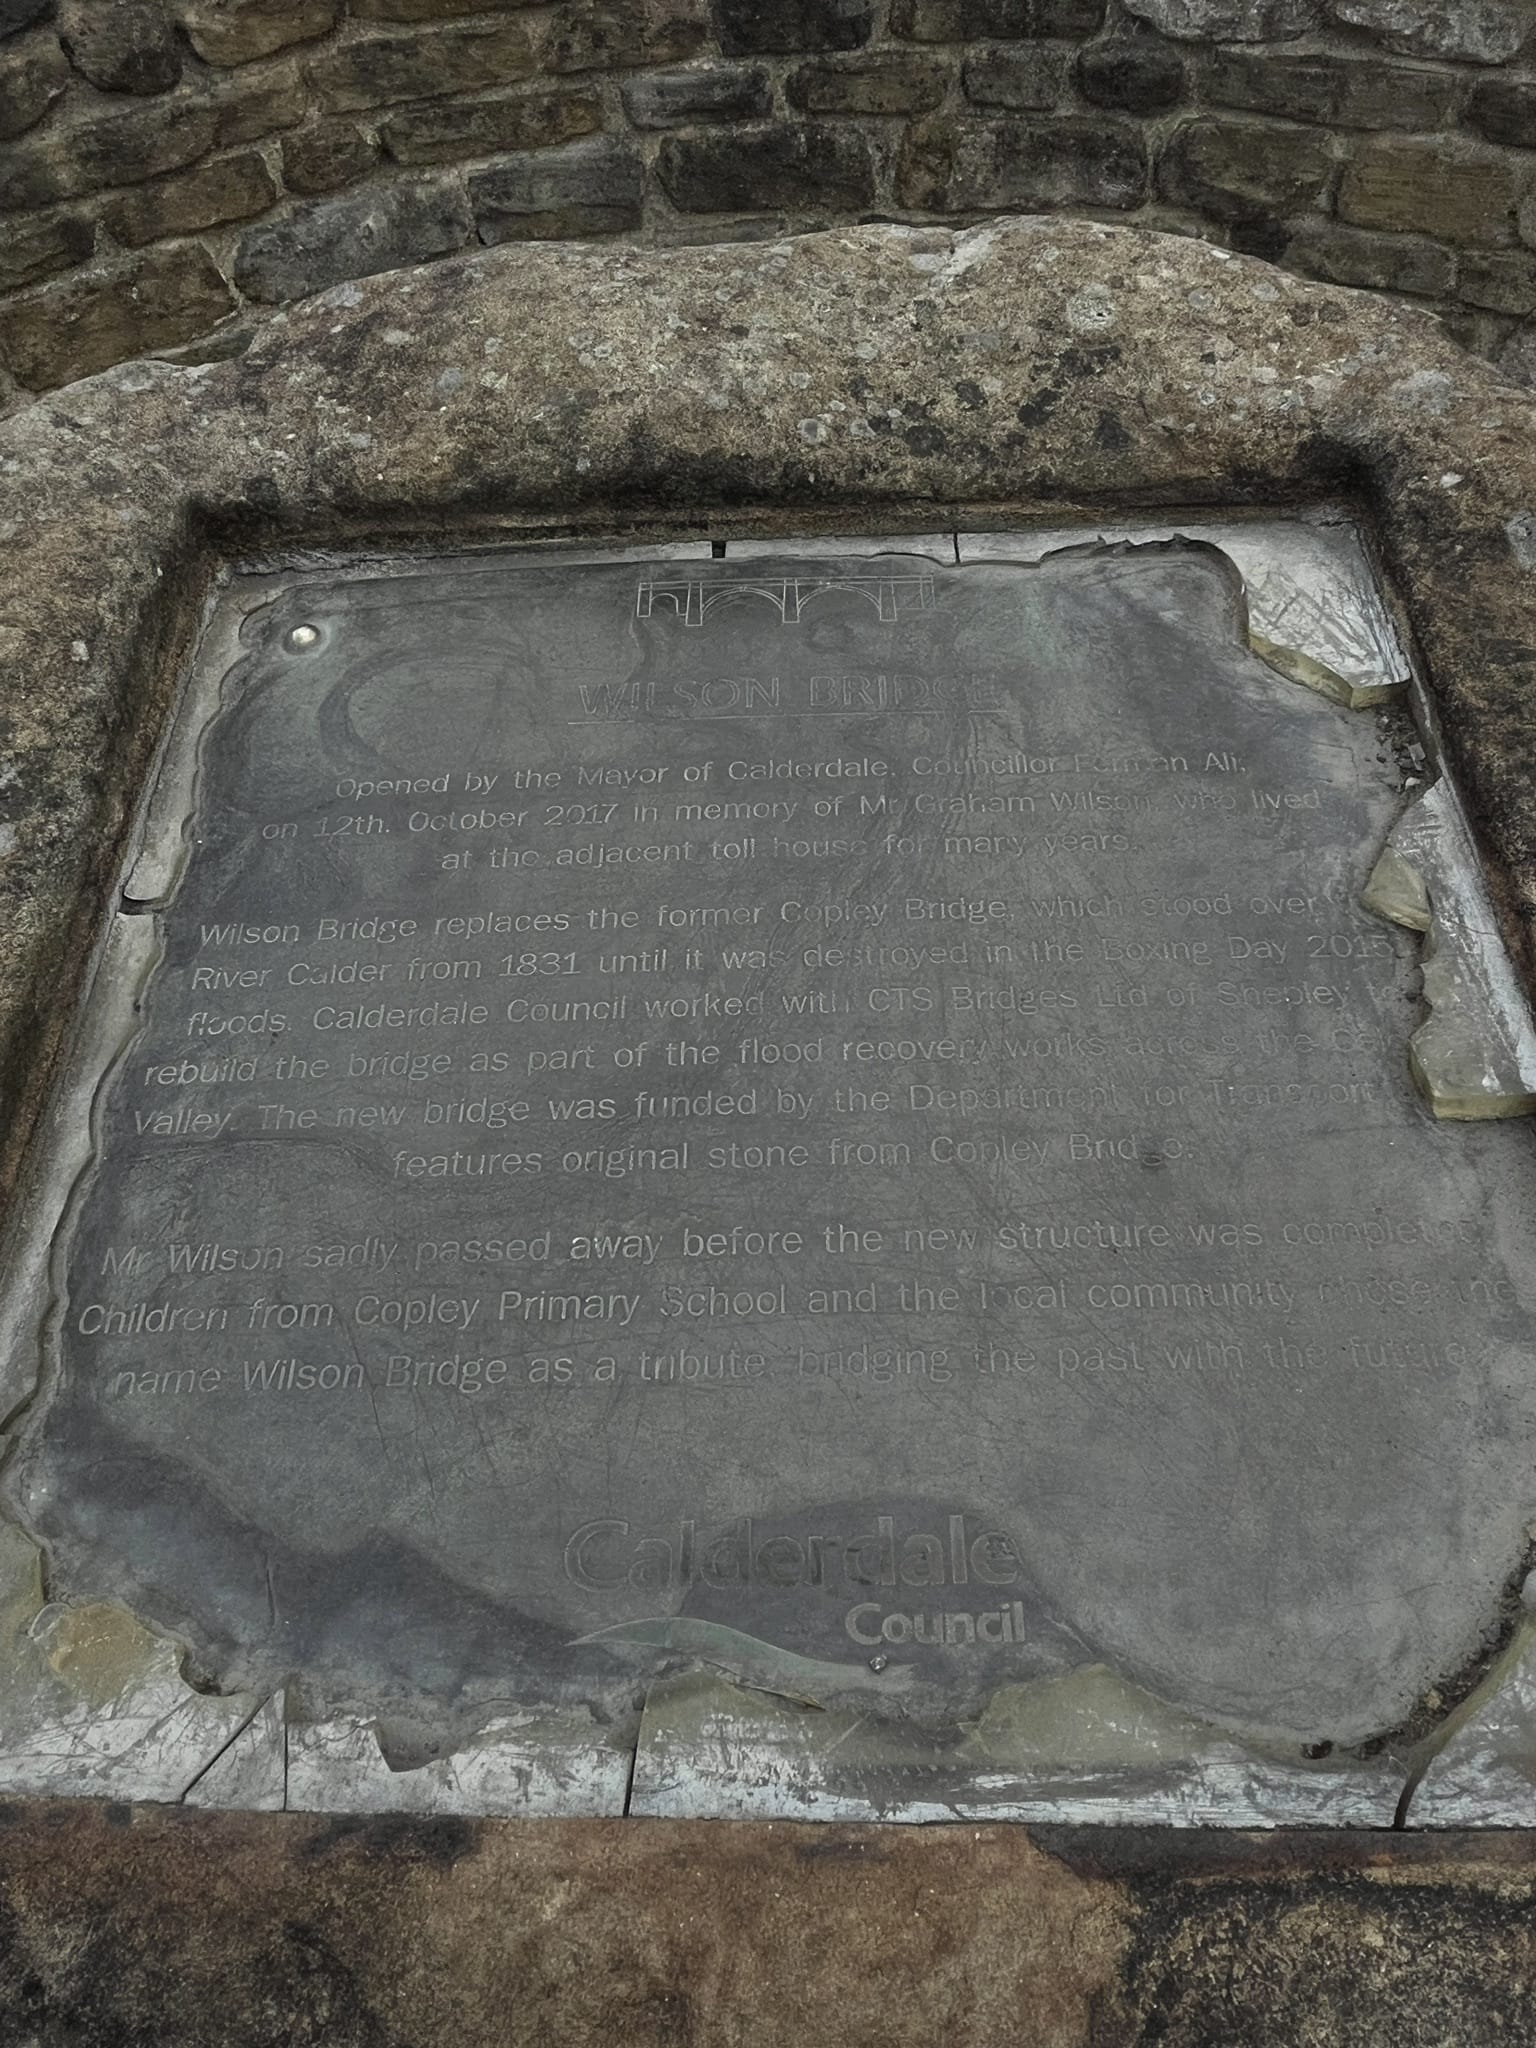 WILSON BRIDGE
Opened by the Mayor of Calderdale, Councillor Ferman Ali,
on 12th. October 2017 in memory of Mr Graham Wilson, who lived
at the adjacent toll house for many years.
Wilson Bridge replaces the former Copley Bridge, which stood over
River Calder from 1831 until it was destroyed in the Boxing Day 2015
floods. Calderdale Council worked with CTS Bridges Ltd of Shepley to
rebuild the bridge as part of the flood recovery works across the
Valley. The new bridge was funded by the Department for Transport
features original stone from Copley Bridge.
Mr Wilson sadly passed away before the new structure was completed
Children from Copley Primary School and the local community chose the
name Wilson Bridge as a tribute, bridging the past with the future
Calderdale
Council